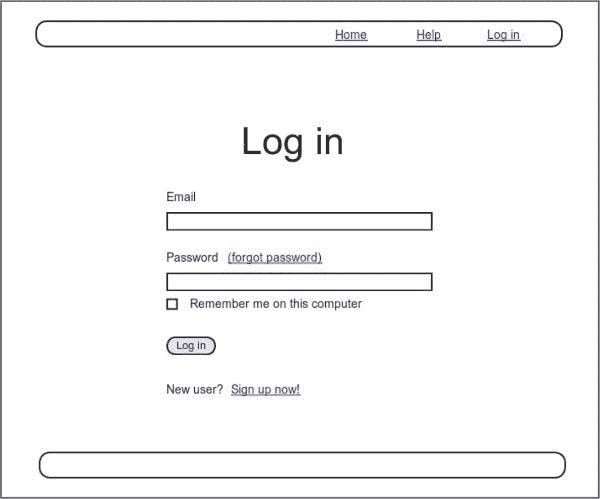 Home Help Log in
Log in
Email
Password (forgot password)
Remember me on this computer
Log in
New user? Sign up now!